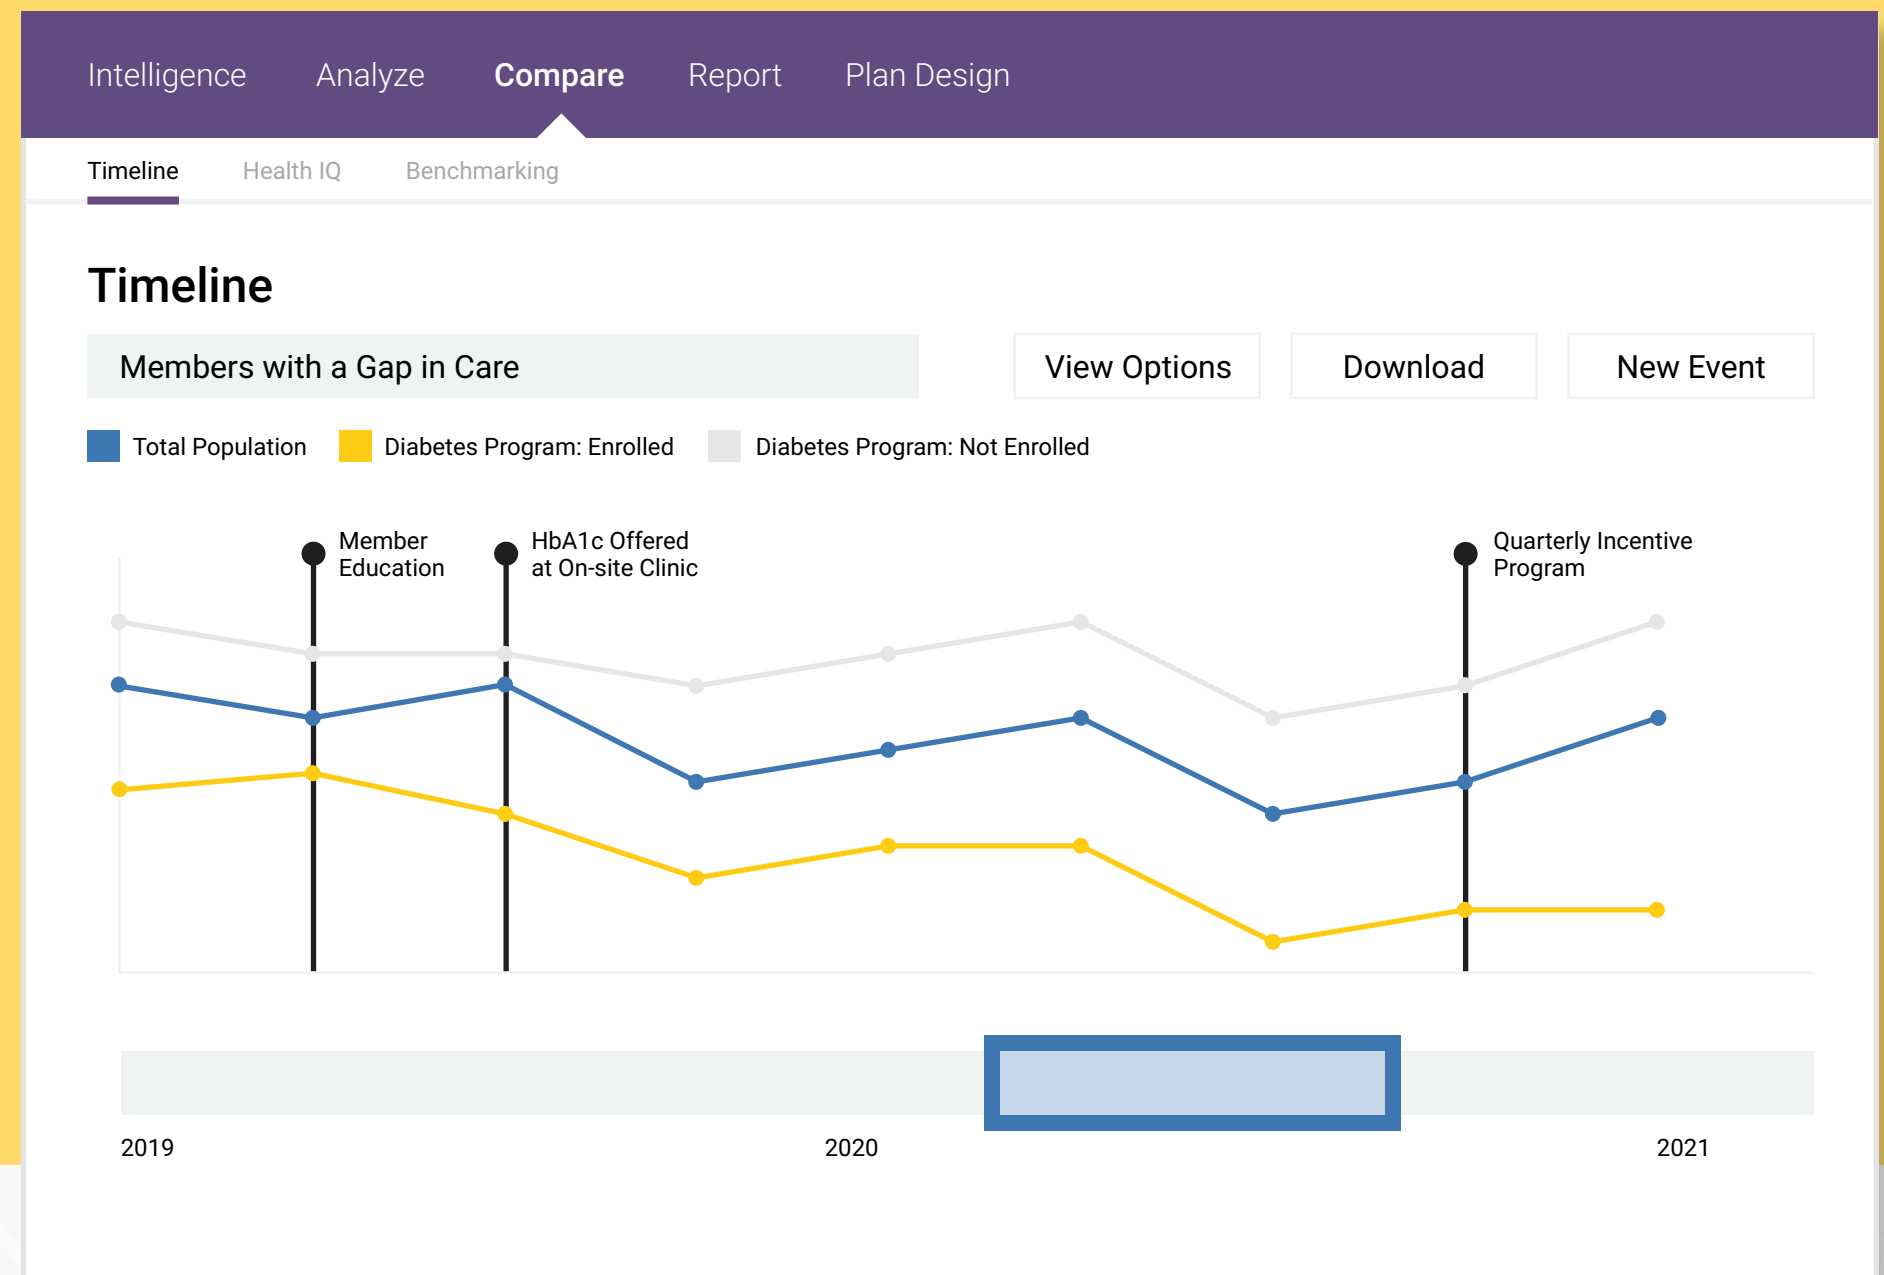 Intelligence Analyze Compare Report Plan Design
Timeline Health IQ Benchmarking
Timeline
Members with a Gap in Care View Options Download New Event
Total Population Diabetes Program: Enrolled Diabetes Program: Not Enrolled
Member
Education
HbA1c Offered
at On-site Clinic
Quarterly Incentive
Program
2019 2020 2021